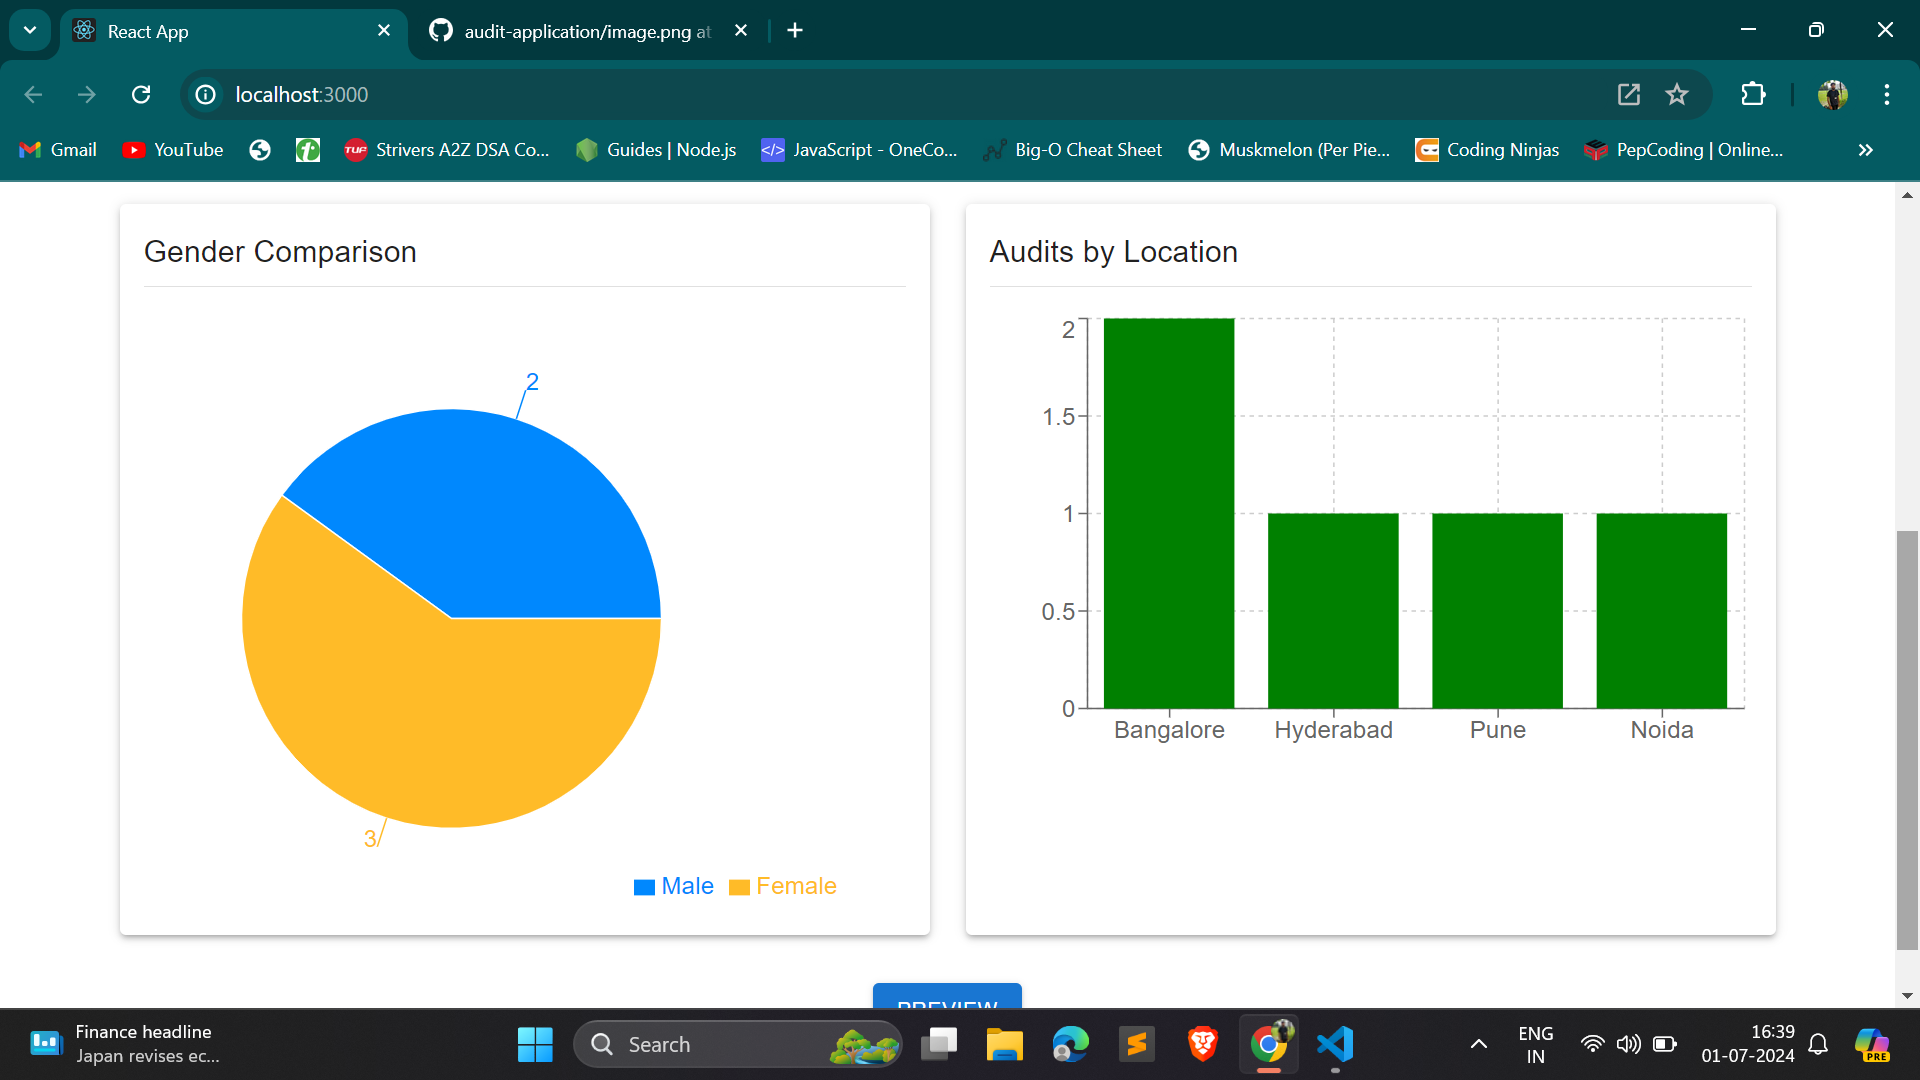 React App
audit-application/image.png at
localhost:3000
Gmail
YouTube
TUF
Strivers A2Z DSA Co...
Guides | Node.js
</> JavaScript - OneCo...
Big-O Cheat Sheet
Muskmelon (Per Pie...
Coding Ninjas
PepCoding | Online...
Gender Comparison
2
3
Male
Female
Audits by Location
2
1.5
1
0.5
0
Bangalore
Hyderabad
Pune
Noida
PREVIEW
Finance headline
Japan revises ec...
Search
ENG
IN
16:39
01-07-2024
PRE